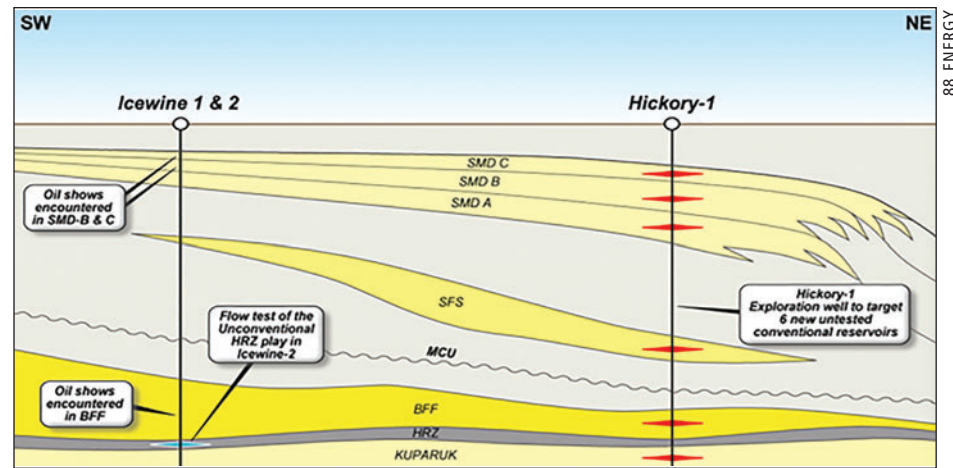 SW
NE
88 ENERGY
Icewine 1 & 2
Hickory-1
SMD C
SMD B
SMD A
Oil shows
encountered
in SMD-B & C
SFS
Flow test of the
Unconventional
HRZ play in
Icewine-2
Hickory-1
Exploration well to target
6 new untested
conventional reservoirs
MCU
Oil shows
encountered
in BFF
BFF
HRZ
KUPARUK